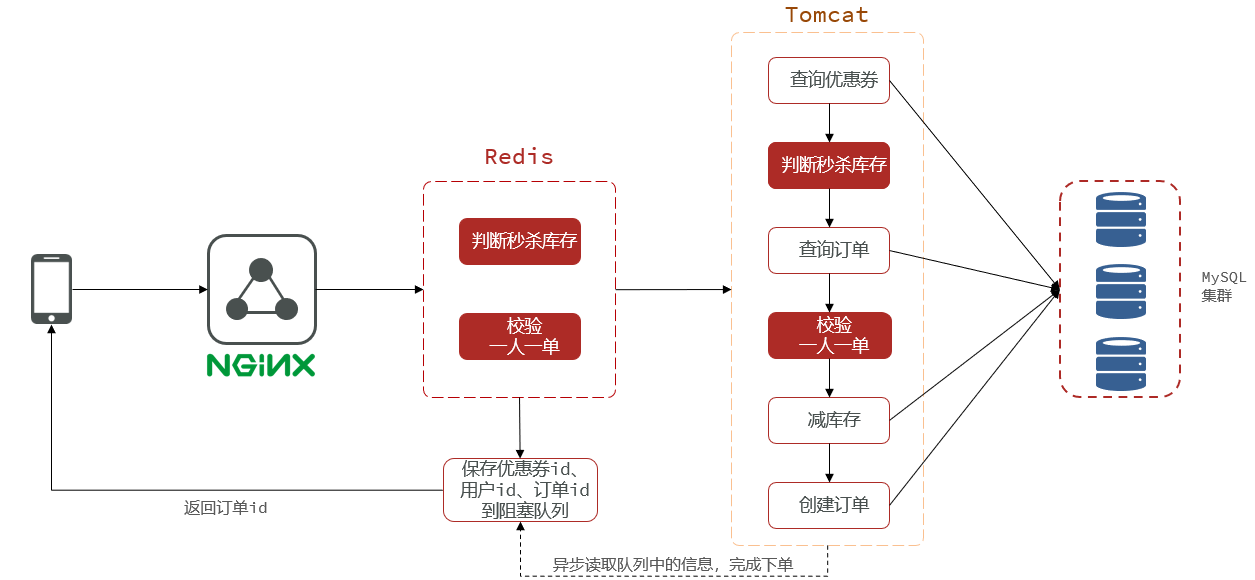 Tomcat
查询优惠券
判断秒杀库存
查询订单
校验
一人一单
减库存
创建订单
Redis
判断秒杀库存
校验
一人一单
NGINX
MySQL
集群
保存优惠券id、
用户id、订单id
到阻塞队列
返回订单id
异步读取队列中的信息，完成下单